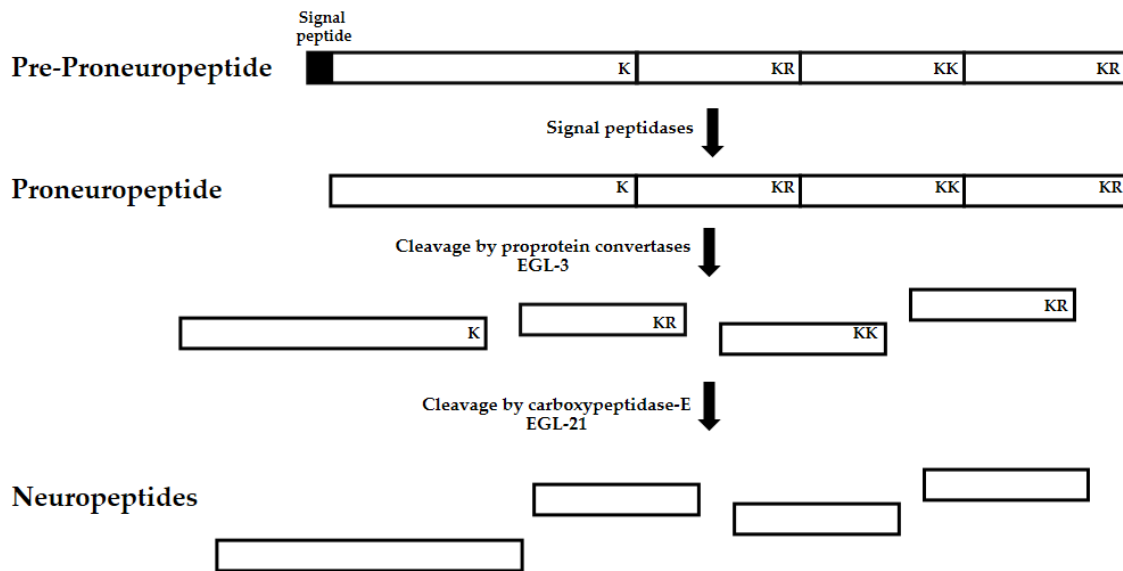 Signal
peptide
Pre-Proneuropeptide
K KR KK KR
Signal peptidases
Proneuropeptide
K KR KK KR
Cleavage by proprotein convertases
EGL-3
K KR KK KR
Cleavage by carboxypeptidase-E
EGL-21
Neuropeptides